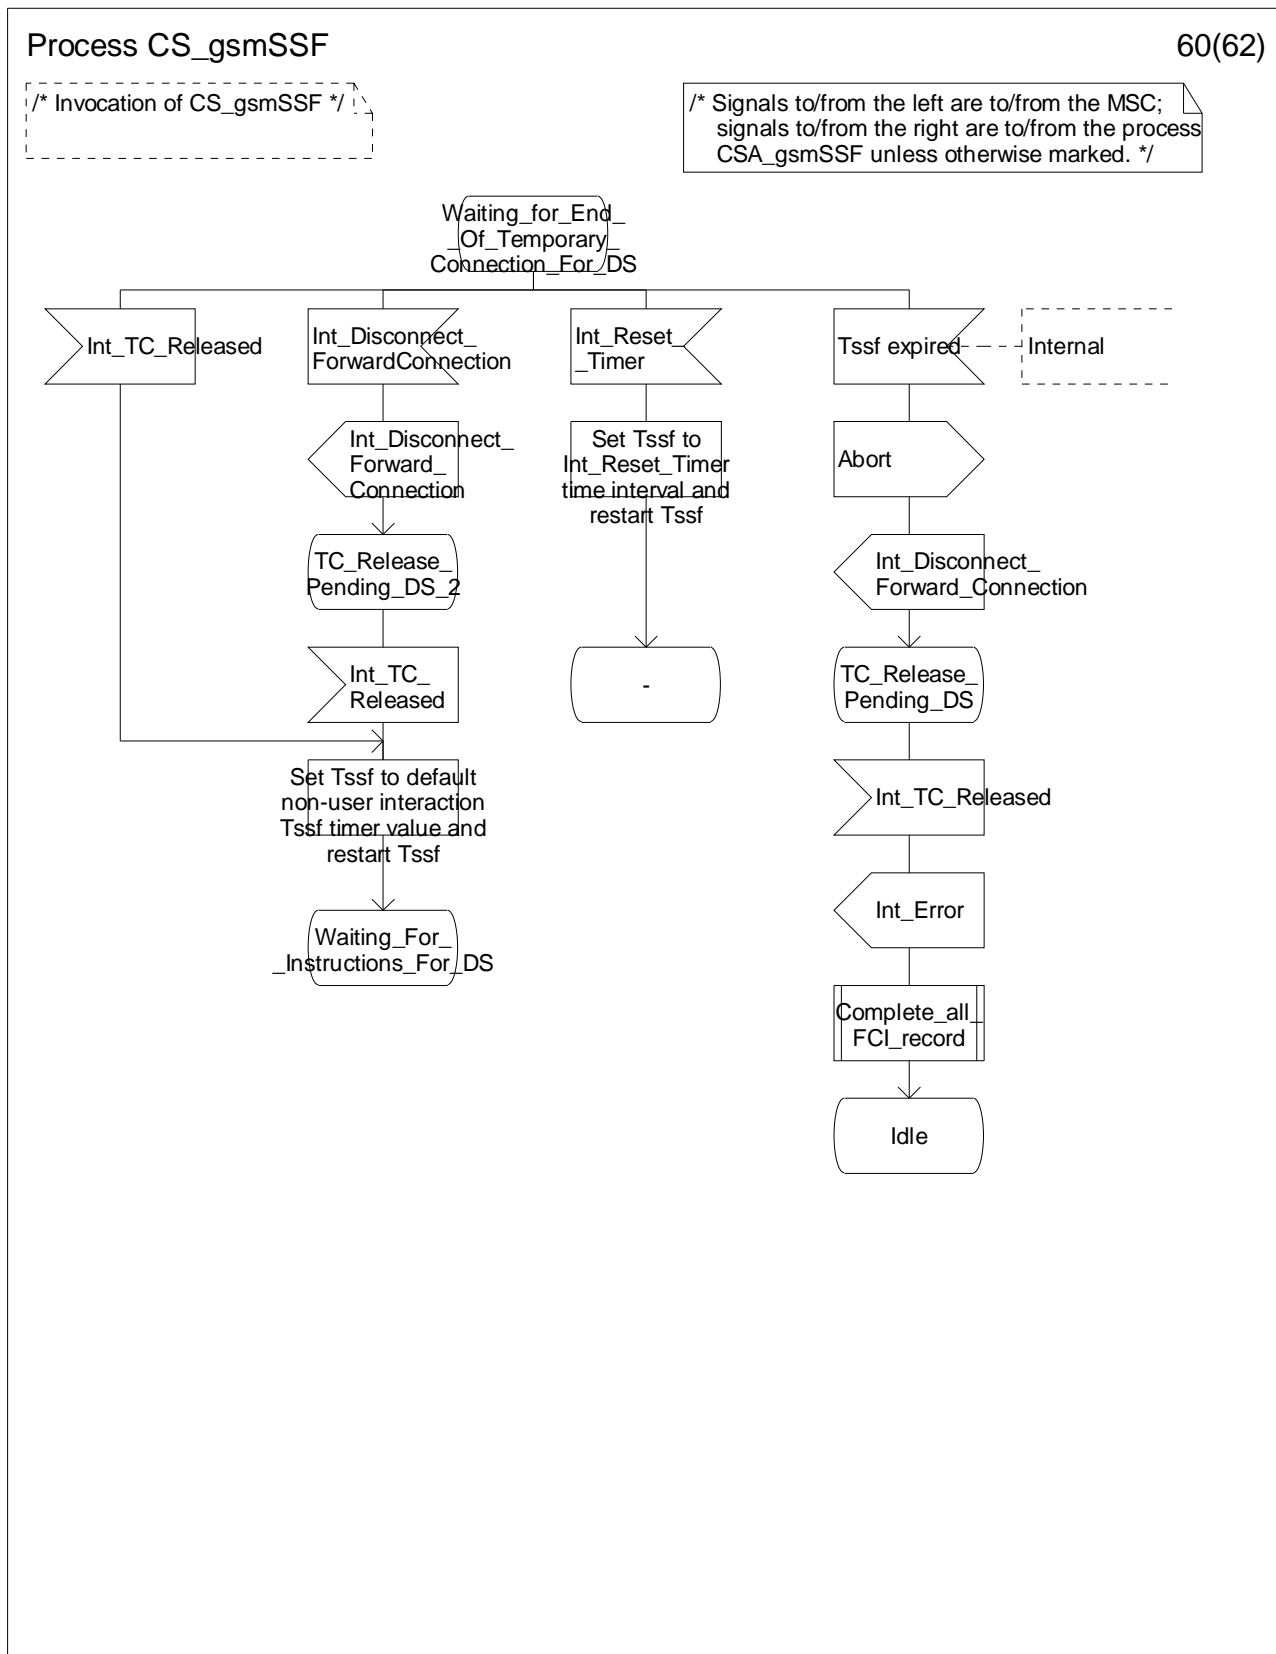 Process CS_gsmSSF
60(62)
/* Invocation of CS_gsmSSF */
/* Signals to/from the left are to/from the MSC;
signals to/from the right are to/from the process
CSA_gsmSSF unless otherwise marked. */
Waiting_for_End_
_Of_Temporary_
Connection_For_DS
Int_TC_Released
Int_Disconnect_
ForwardConnection
Int_Reset_
_Timer
Tssf expired
Internal
Int_Disconnect_
Forward_
Connection
Set Tssf to
Int_Reset_Timer
time interval and
restart Tssf
Abort
TC_Release_
Pending_DS_2
Int_Disconnect_
Forward_Connection
Int_TC_
Released
-
TC_Release_
Pending_DS
Set Tssf to default
non-user interaction
Tssf timer value and
restart Tssf
Int_TC_Released
Waiting_For_
_Instructions_For_DS
Int_Error
Complete_all_
FCI_record
Idle